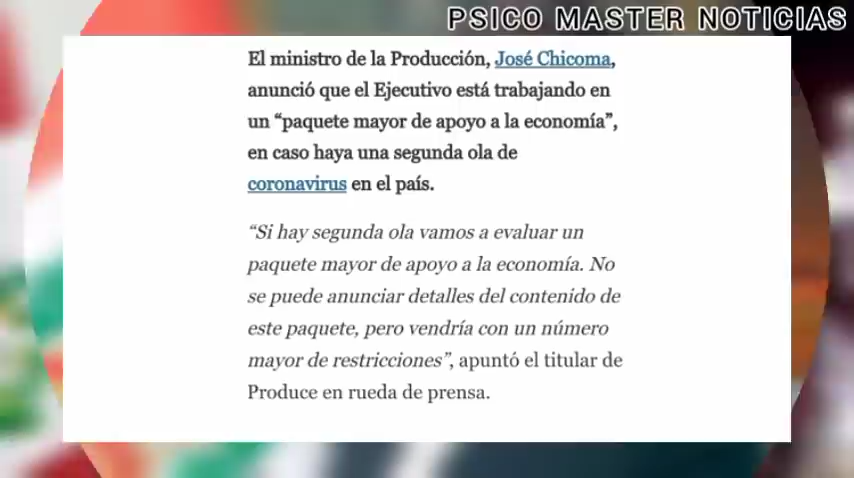 PSICO MASTER NOTICIAS
El ministro de la Producción, José Chicoma,
anunció que el Ejecutivo está trabajando en
un “paquete mayor de apoyo a la economía”,
en caso haya una segunda ola de
coronavirus en el país.
“Si hay segunda ola vamos a evaluar un
paquete mayor de apoyo a la economía. No
se puede anunciar detalles del contenido de
este paquete, pero vendría con un número
mayor de restricciones”, apuntó el titular de
Produce en rueda de prensa.